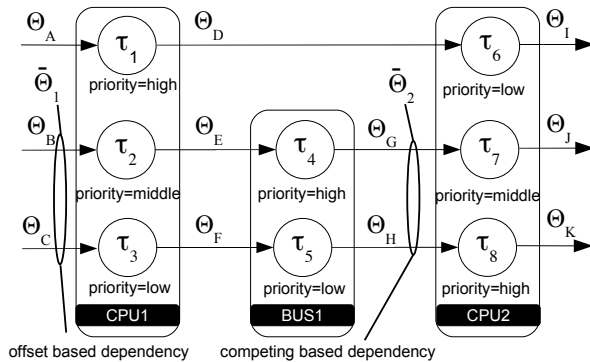 Θ_A τ_1 Θ_D τ_6 Θ_I
priority=high priority=low
Θ̄_1 Θ̄_2
Θ_B τ_2 Θ_E τ_4 Θ_G τ_7 Θ_J
priority=middle priority=high priority=middle
Θ_C τ_3 Θ_F τ_5 Θ_H τ_8 Θ_K
priority=low priority=low priority=high
CPU1 BUS1 CPU2
offset based dependency competing based dependency